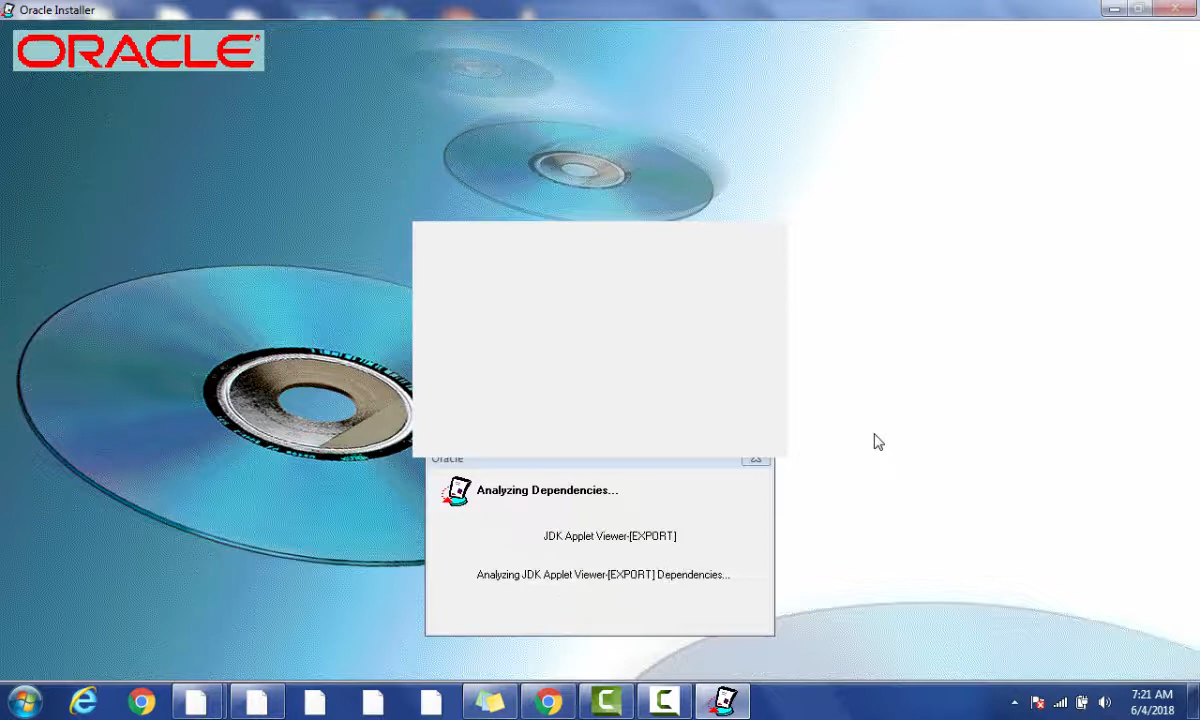 Oracle Installer
ORACLE®
Oracle
Analyzing Dependencies...
JDK Applet Viewer-[EXPORT]
Analyzing JDK Applet Viewer-[EXPORT] Dependencies...
7:21 AM
6/4/2018